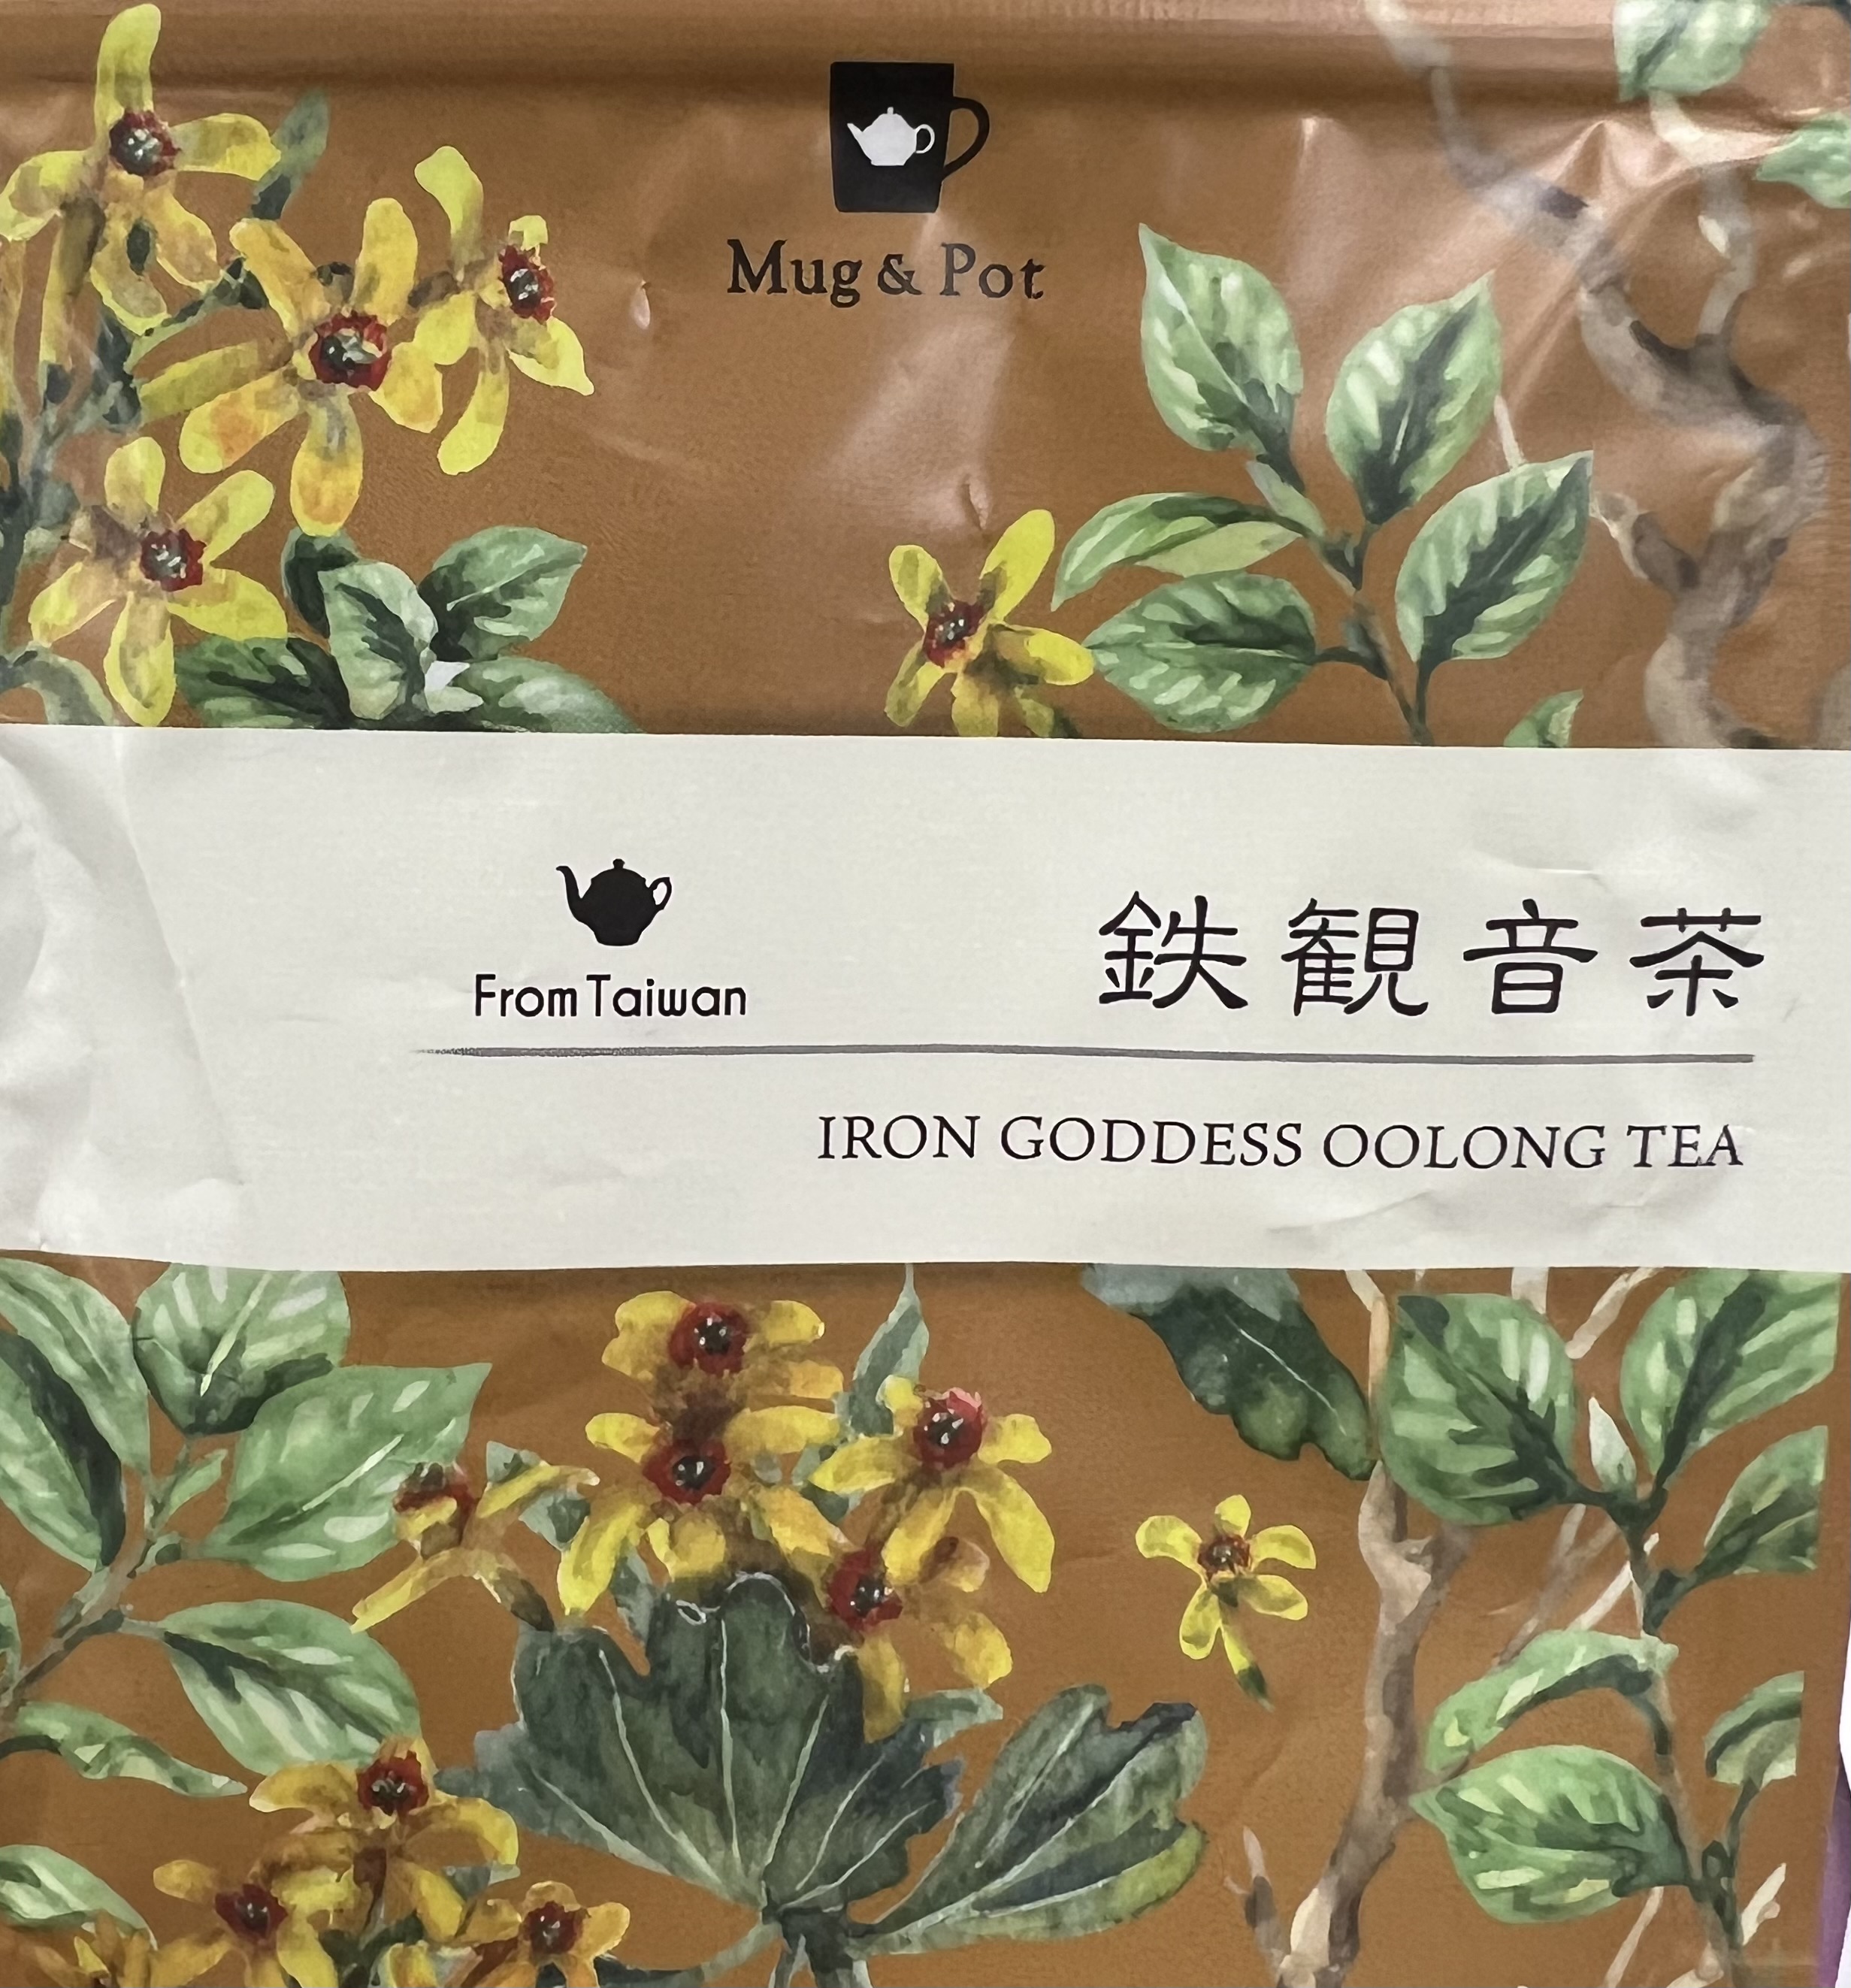 Mug & Pot
From Taiwan
鉄観音茶
IRON GODDESS OOLONG TEA